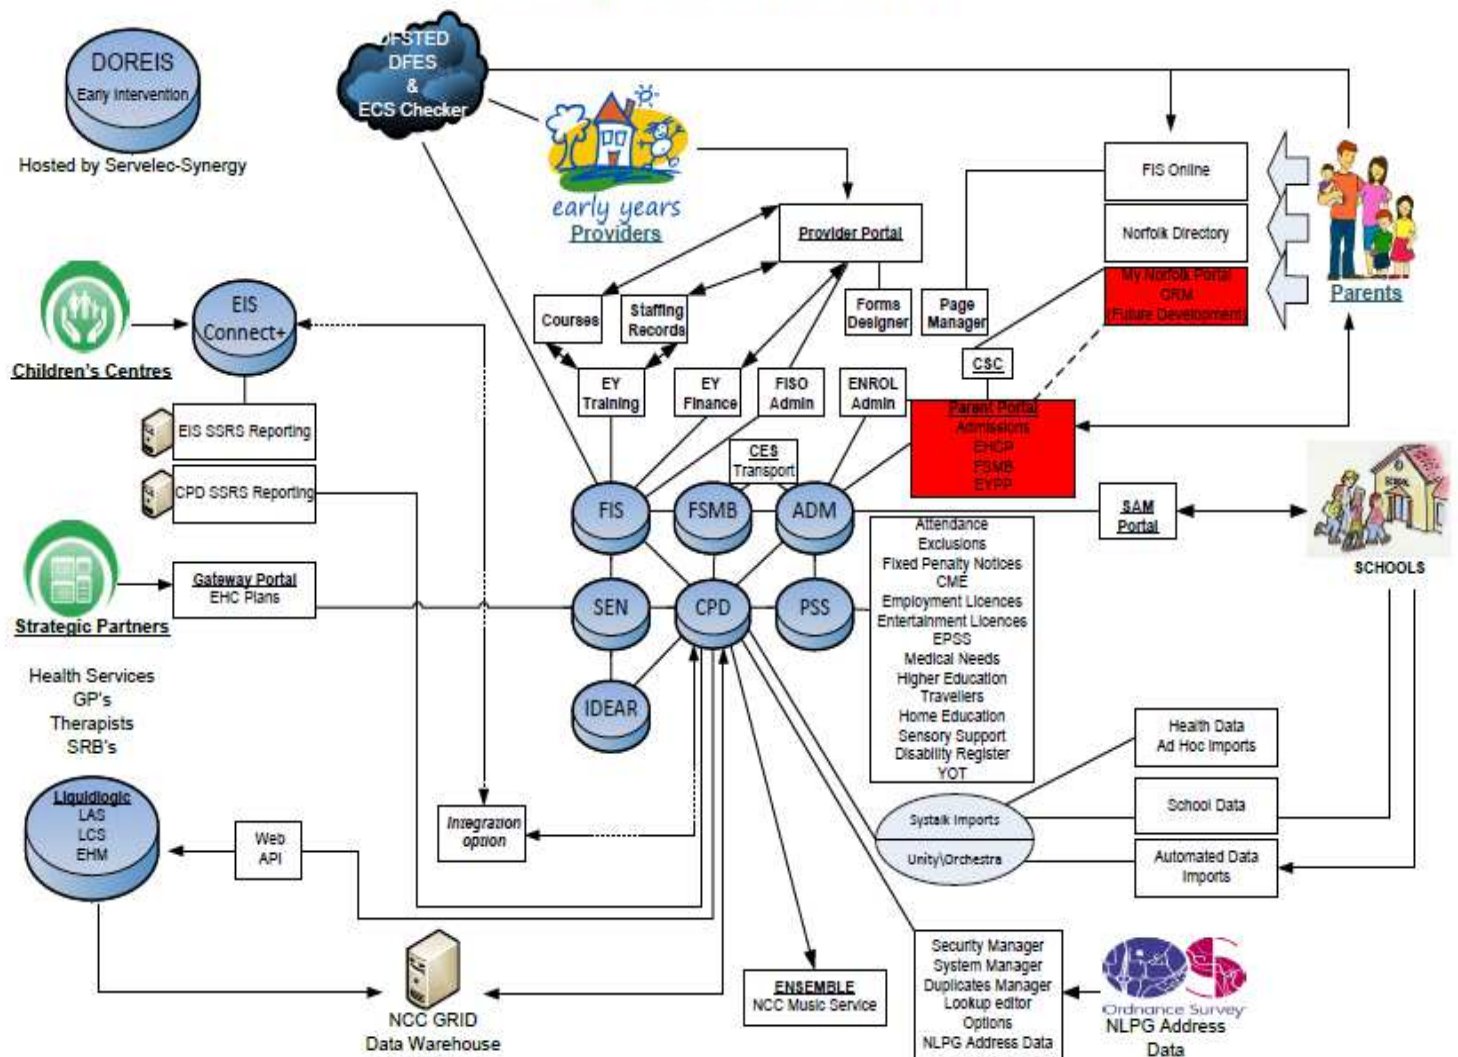 DOREIS
Early Intervention
Hosted by Servelec-Synergy
OFSTED
DFES
&
ECS Checker
early years
Providers
Provider Portal
FIS Online
Norfolk Directory
My Norfolk Portal
CRM
(Future Development)
Parents
Children's Centres
EIS
Connect+
EIS SSRS Reporting
CPD SSRS Reporting
Courses
Staffing
Records
Forms
Designer
Page
Manager
CSC
EY
Training
EY
Finance
FISO
Admin
ENROL
Admin
Parent Portal
Admissions
EHCP
FSMB
EYPP
CES
Transport
FIS
FSMB
ADM
SAM
Portal
SCHOOL
SCHOOLS
Strategic Partners
Gateway Portal
EHC Plans
SEN
CPD
PSS
IDEAR
Attendance
Exclusions
Fixed Penalty Notices
CME
Employment Licences
Entertainment Licences
EPSS
Medical Needs
Higher Education
Travellers
Home Education
Sensory Support
Disability Register
YOT
Health Services
GP's
Therapists
SRB's
Liquidlogic
LAS
LCS
EHM
Web
API
Integration
option
Systalk Imports
Unity\Orchestra
Health Data
Ad Hoc Imports
School Data
Automated Data
Imports
NCC GRID
Data Warehouse
ENSEMBLE
NCC Music Service
Security Manager
System Manager
Duplicates Manager
Lookup editor
Options
NLPG Address Data
OS
Ordnance Survey
NLPG Address
Data